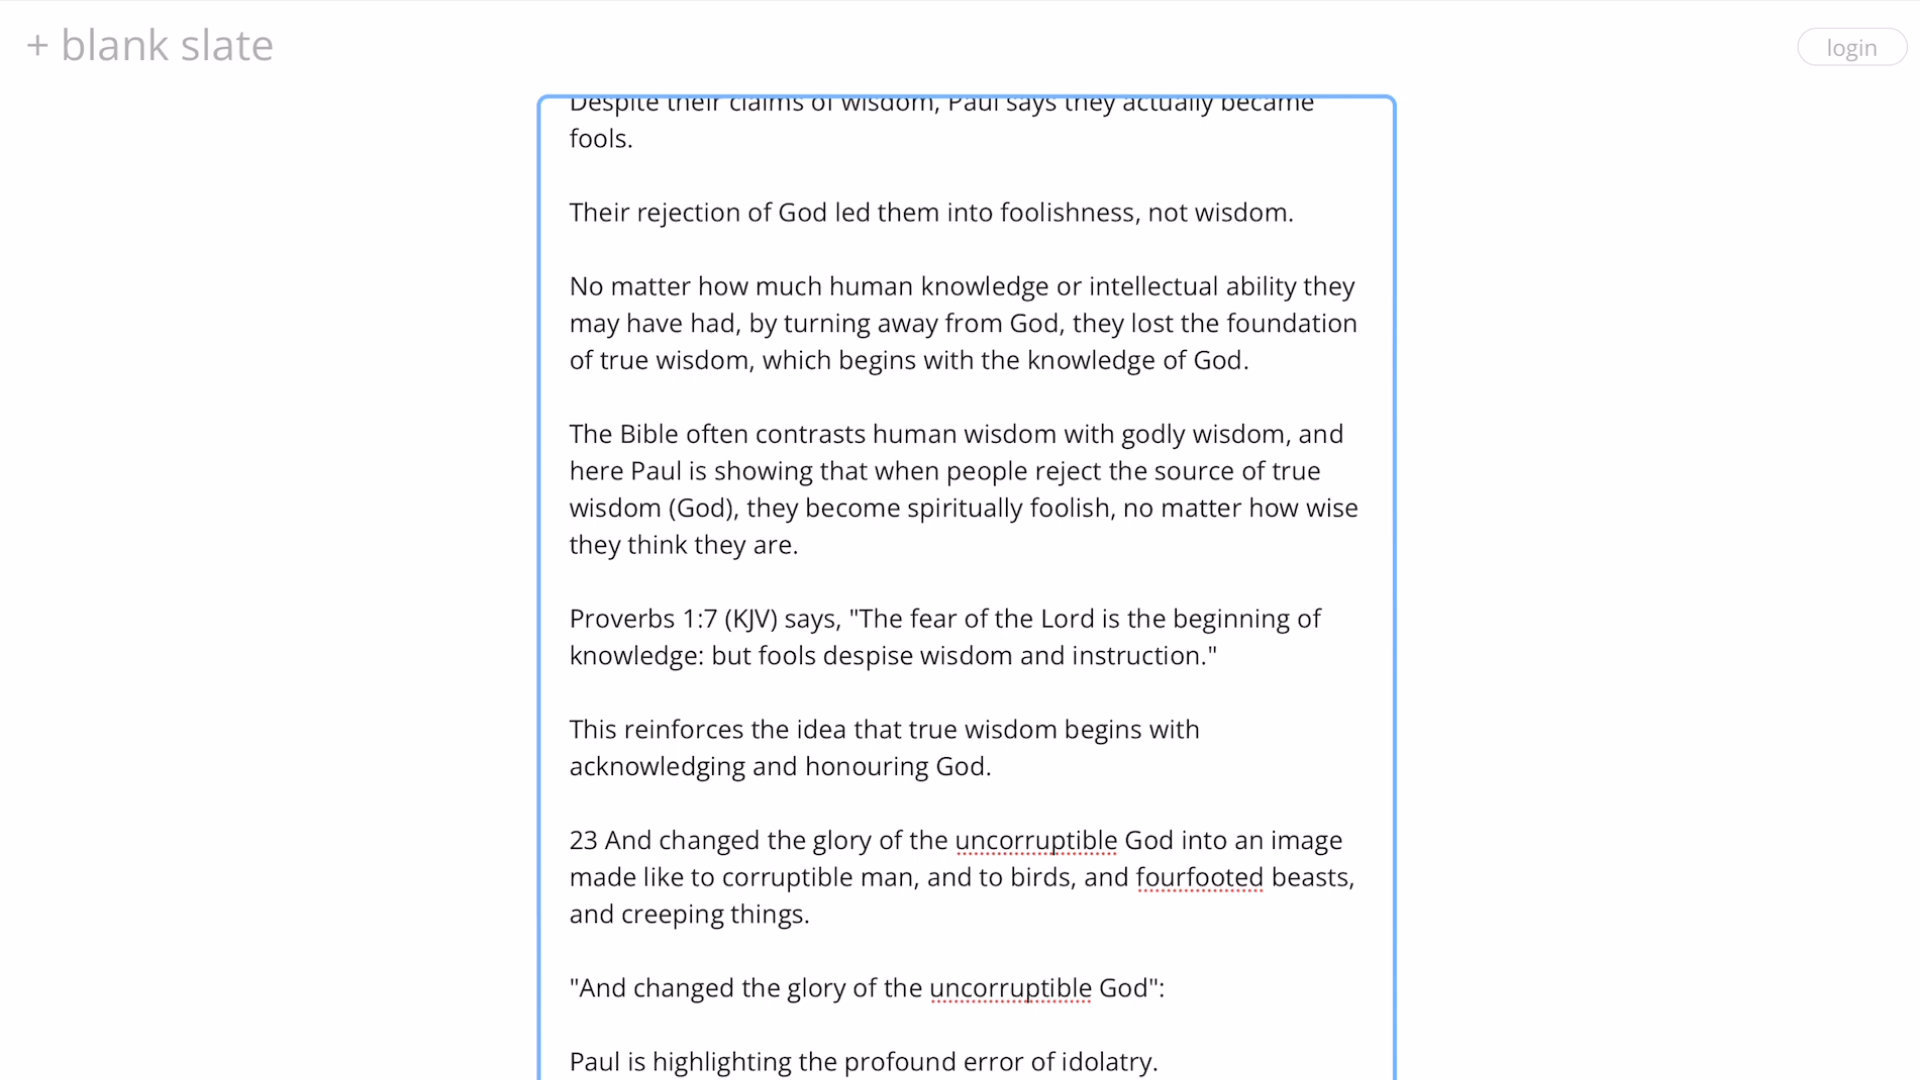 + blank slate
login
Despite their claims of wisdom, Paul says they actually became
fools.
Their rejection of God led them into foolishness, not wisdom.
No matter how much human knowledge or intellectual ability they
may have had, by turning away from God, they lost the foundation
of true wisdom, which begins with the knowledge of God.
The Bible often contrasts human wisdom with godly wisdom, and
here Paul is showing that when people reject the source of true
wisdom (God), they become spiritually foolish, no matter how wise
they think they are.
Proverbs 1:7 (KJV) says, "The fear of the Lord is the beginning of
knowledge: but fools despise wisdom and instruction."
This reinforces the idea that true wisdom begins with
acknowledging and honouring God.
23 And changed the glory of the uncorruptible God into an image
made like to corruptible man, and to birds, and fourfooted beasts,
and creeping things.
"And changed the glory of the uncorruptible God":
Paul is highlighting the profound error of idolatry.